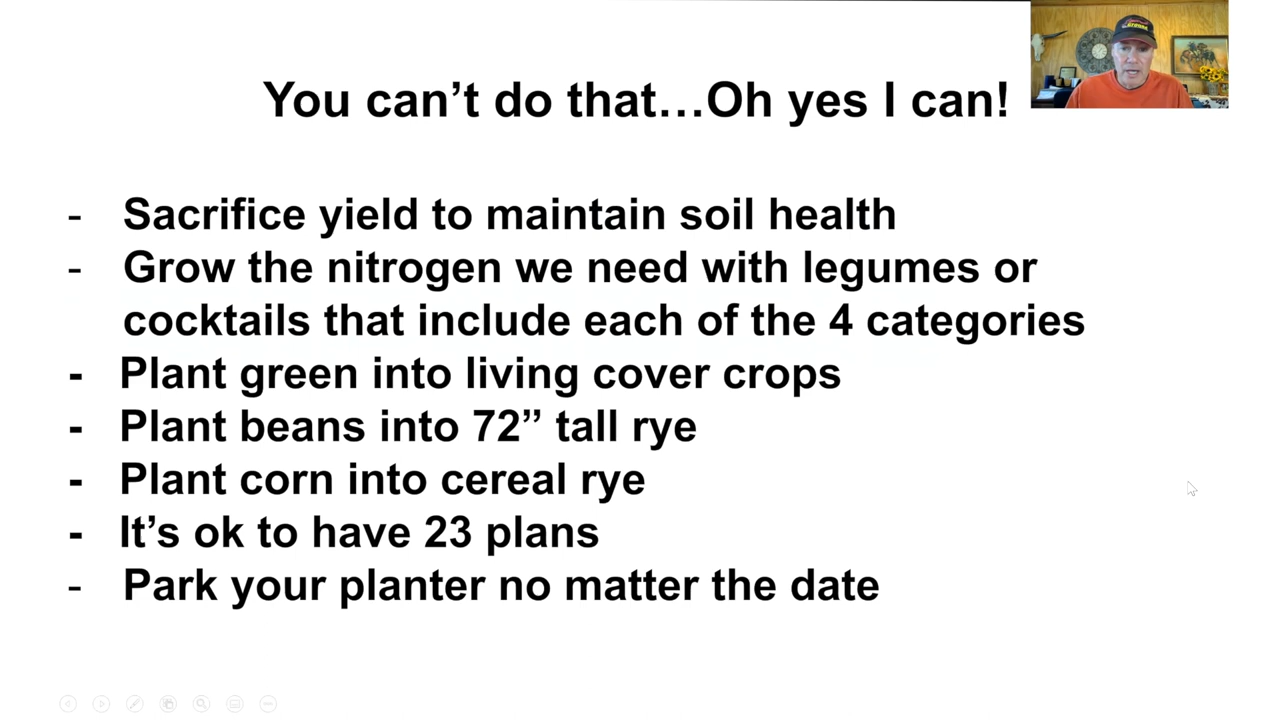 You can’t do that…Oh yes I can!
- Sacrifice yield to maintain soil health
- Grow the nitrogen we need with legumes or
cocktails that include each of the 4 categories
- Plant green into living cover crops
- Plant beans into 72” tall rye
- Plant corn into cereal rye
- It’s ok to have 23 plans
- Park your planter no matter the date